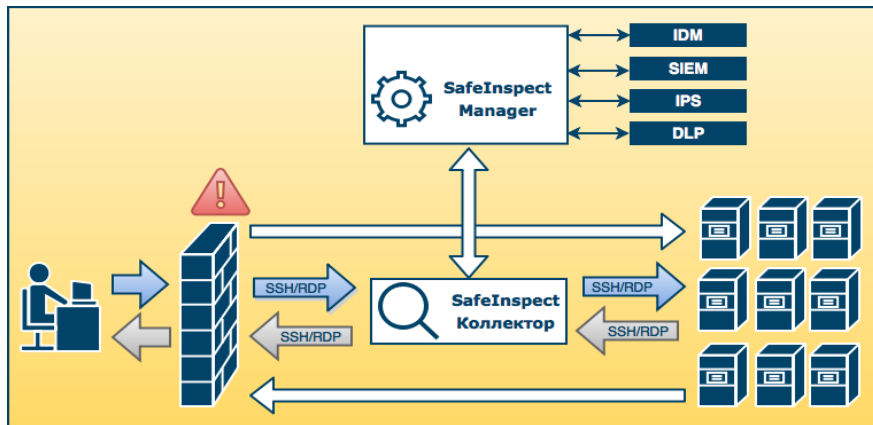 SafeInspect
Manager
IDM
SIEM
IPS
DLP
!
SSH/RDP
SafeInspect
Коллектор
SSH/RDP
SSH/RDP
SSH/RDP